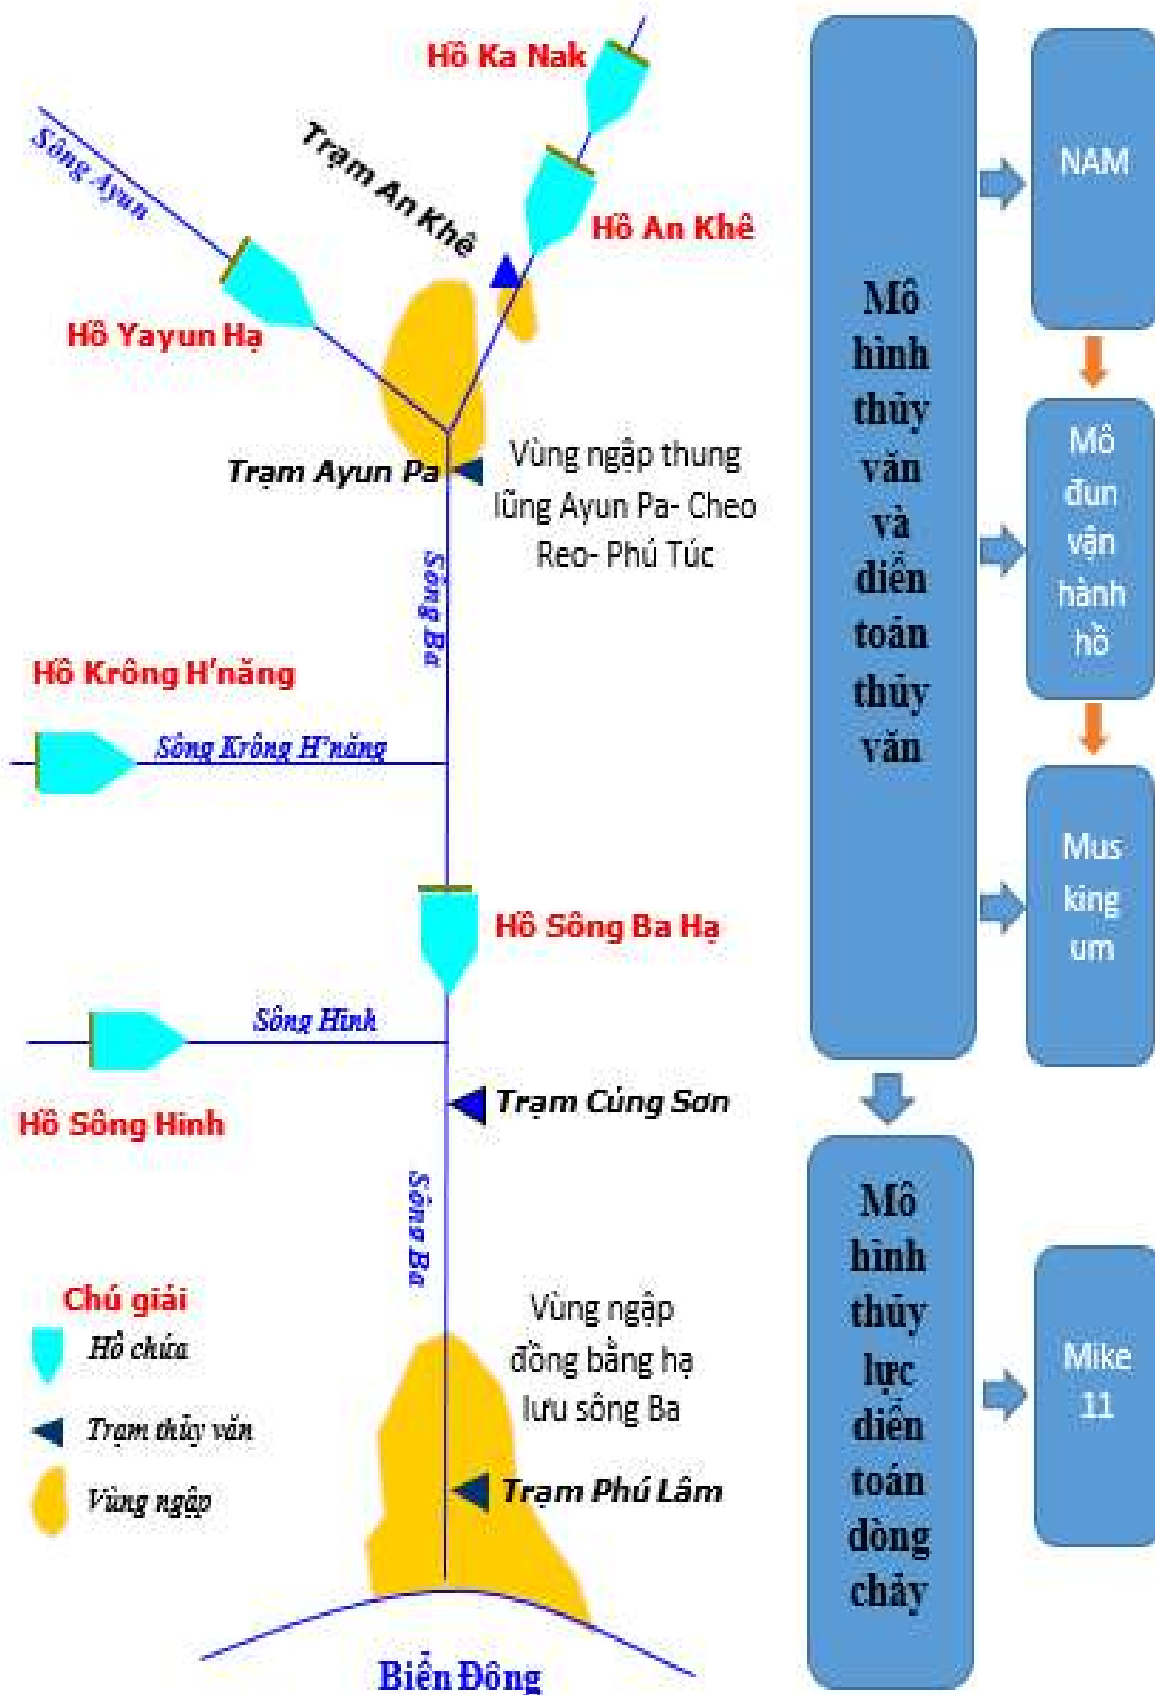 Hồ Ka Nak
Trạm An Khê
Sông Ayun
Hồ An Khê
Hồ Yayun Hạ
Trạm Ayun Pa
Vùng ngập thung
lũng Ayun Pa- Cheo
Reo- Phú Túc
Sông Ba
Hồ Krông H'năng
Sông Krông H'năng
Hồ Sông Ba Hạ
Sông Hinh
Hồ Sông Hinh
Trạm Củng Sơn
Sông Ba
Chú giải
Hồ chứa
Trạm thủy văn
Vùng ngập
Vùng ngập
đồng bằng hạ
lưu sông Ba
Trạm Phú Lâm
Biển Đông
Mô
hình
thủy
văn
và
diễn
toán
thủy
văn
NAM
Mô
đun
vận
hành
hồ
Mus
king
um
Mô
hình
thủy
lực
diễn
toán
dòng
chảy
Mike
11